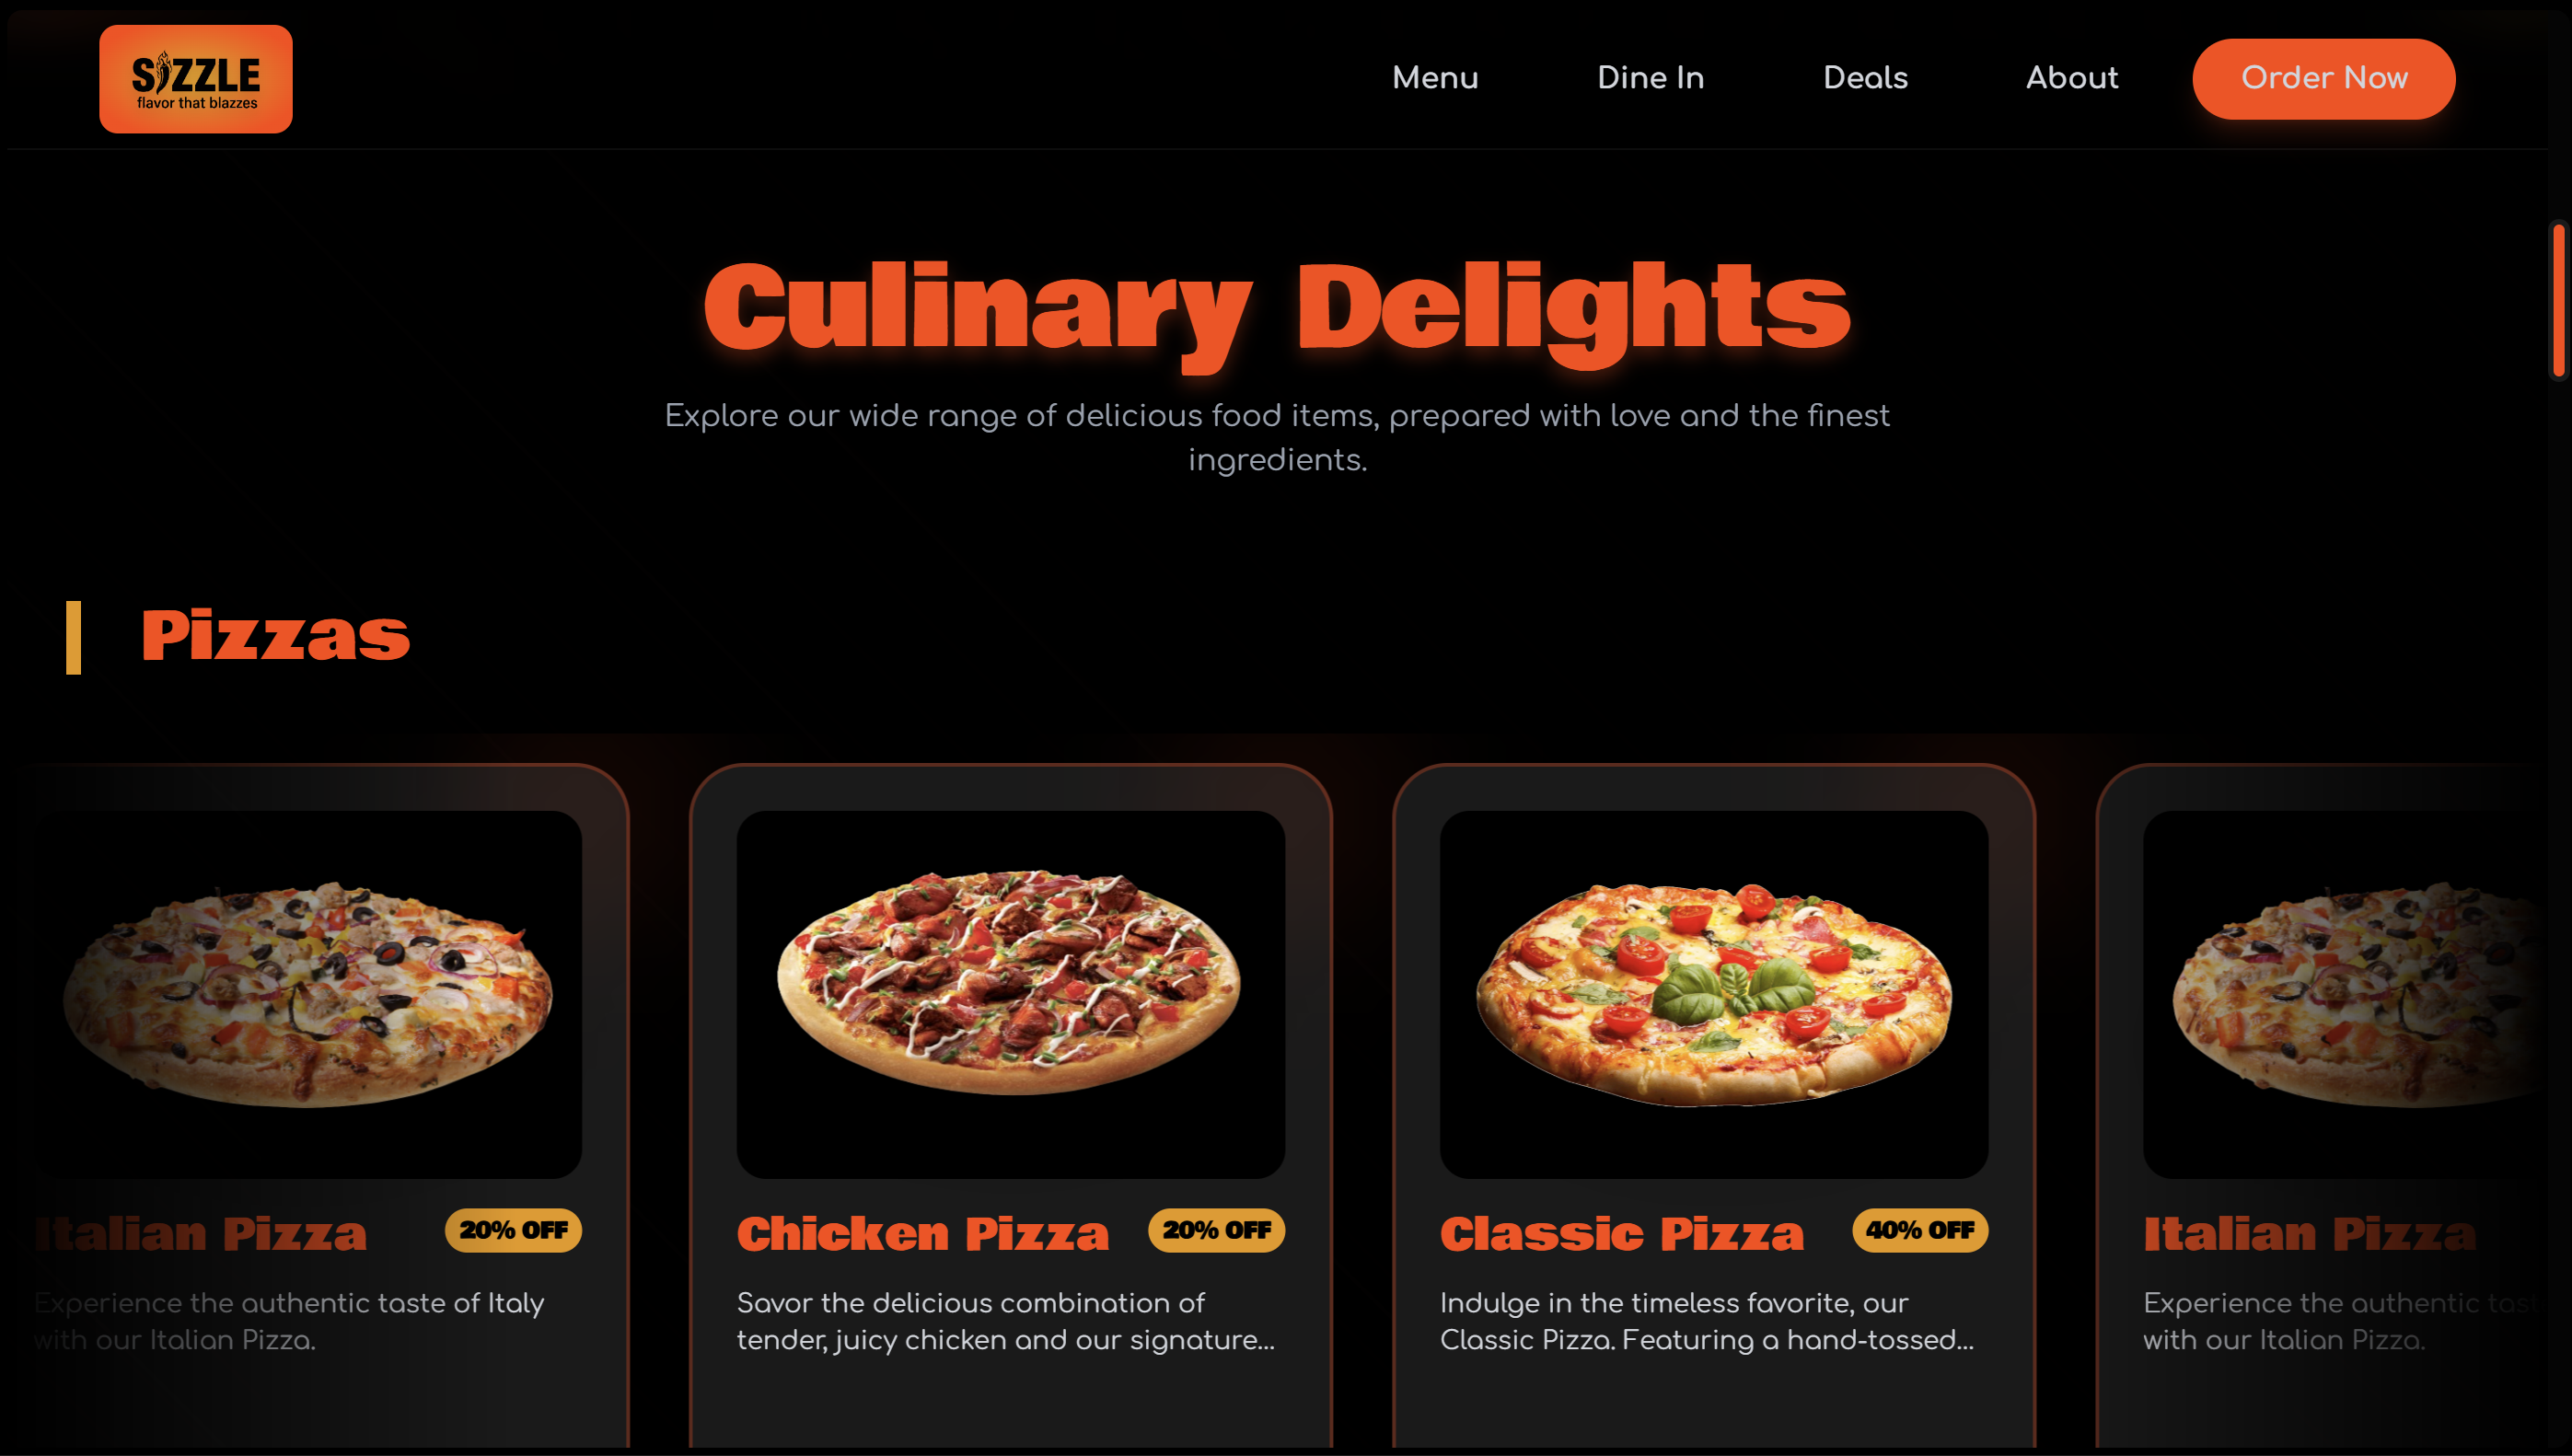 SIZZLE
flavor that blazzes
Menu
Dine In
Deals
About
Order Now
Culinary Delights
Explore our wide range of delicious food items, prepared with love and the finest
ingredients.
Pizzas
Italian Pizza
20% OFF
Experience the authentic taste of Italy
with our Italian Pizza.
Chicken Pizza
20% OFF
Savor the delicious combination of
tender, juicy chicken and our signature...
Classic Pizza
40% OFF
Indulge in the timeless favorite, our
Classic Pizza. Featuring a hand-tossed...
Italian Pizza
Experience the authentic taste
with our Italian Pizza.